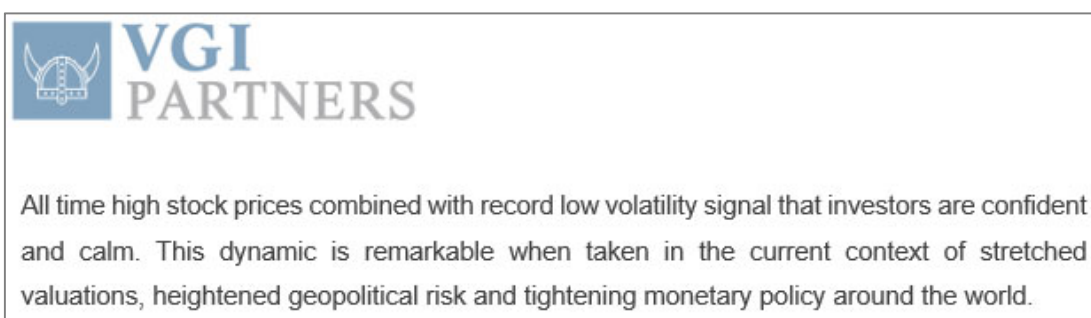 VGI
PARTNERS
All time high stock prices combined with record low volatility signal that investors are confident
and calm. This dynamic is remarkable when taken in the current context of stretched
valuations, heightened geopolitical risk and tightening monetary policy around the world.